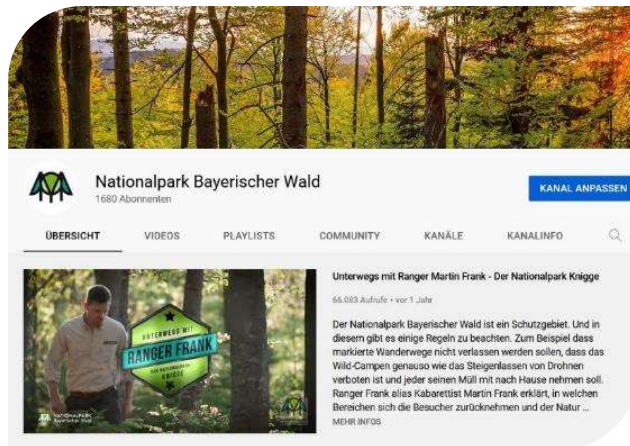 Nationalpark Bayerischer Wald
1680 Abonnenten
KANAL ANPASSEN
ÜBERSICHT VIDEOS PLAYLISTS COMMUNITY KANÄLE KANALINFO
Unterwegs mit Ranger Martin Frank - Der Nationalpark Knigge
66.083 Aufrufe • vor 1 Jahr
Der Nationalpark Bayerischer Wald ist ein Schutzgebiet. Und in
diesem gibt es einige Regeln zu beachten. Zum Beispiel dass
markierte Wanderwege nicht verlassen werden sollen, dass das
Wild-Campen genauso wie das Steigenlassen von Drohnen
verboten ist und jeder seinen Müll mit nach Hause nehmen soll.
Ranger Frank alias Kabarettist Martin Frank erklärt, in welchen
Bereichen sich die Besucher zurücknehmen und der Natur ...
MEHR INFOS
UNTERWEGS MIT
RANGER FRANK
DER NATIONALPARK
KNIGGE
NATIONALPARK
Bayerischer Wald